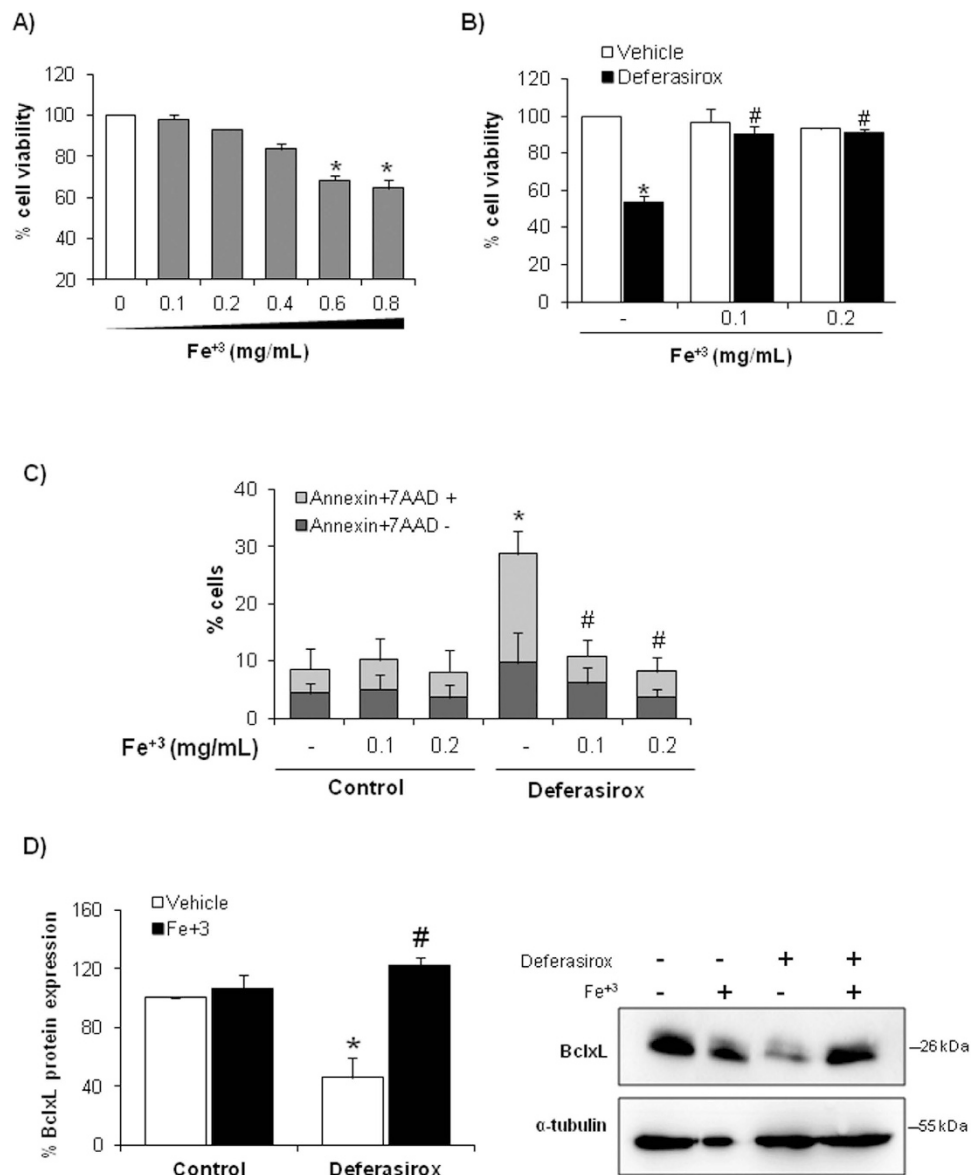 A)
120
100
80
60
40
20
% cell viability
* *
0 0.1 0.2 0.4 0.6 0.8
Fe+3 (mg/mL)
B)
Vehicle
Deferasirox
120
100
80
60
40
20
0
% cell viability
* # #
- 0.1 0.2
Fe+3 (mg/mL)
C)
Annexin+7AAD +
Annexin+7AAD -
40
30
20
10
0
% cells
* # #
Fe+3 (mg/mL) - 0.1 0.2 - 0.1 0.2
Control Deferasirox
D)
Vehicle
Fe+3
160
120
80
40
0
% BclxL protein expression
* #
Control Deferasirox
Deferasirox - - + +
Fe+3 - + - +
BclxL –26kDa
α-tubulin –55kDa